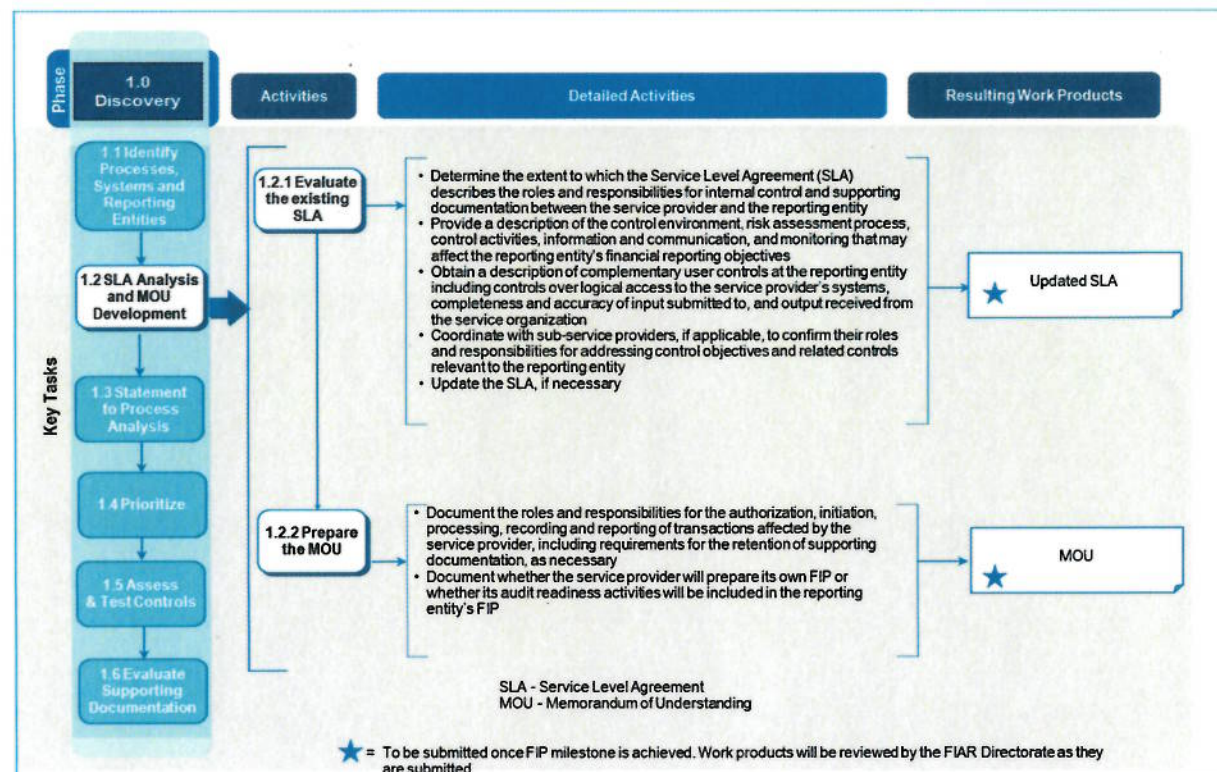 Phase
1.0
Discovery
Activities
Detailed Activities
Resulting Work Products
Key Tasks
1.1 Identify
Processes,
Systems and
Reporting
Entities
1.2 SLA Analysis
and MOU
Development
1.3 Statement
to Process
Analysis
1.4 Prioritize
1.5 Assess
& Test Controls
1.6 Evaluate
Supporting
Documentation
1.2.1 Evaluate
the existing
SLA
• Determine the extent to which the Service Level Agreement (SLA)
describes the roles and responsibilities for internal control and supporting
documentation between the service provider and the reporting entity
• Provide a description of the control environment, risk assessment process,
control activities, information and communication, and monitoring that may
affect the reporting entity's financial reporting objectives
• Obtain a description of complementary user controls at the reporting entity
including controls over logical access to the service provider's systems,
completeness and accuracy of input submitted to, and output received from
the service organization
• Coordinate with sub-service providers, if applicable, to confirm their roles
and responsibilities for addressing control objectives and related controls
relevant to the reporting entity
• Update the SLA, if necessary
Updated SLA
1.2.2 Prepare
the MOU
• Document the roles and responsibilities for the authorization, initiation,
processing, recording and reporting of transactions affected by the
service provider, including requirements for the retention of supporting
documentation, as necessary
• Document whether the service provider will prepare its own FIP or
whether its audit readiness activities will be included in the reporting
entity's FIP
MOU
SLA - Service Level Agreement
MOU - Memorandum of Understanding
= To be submitted once FIP milestone is achieved. Work products will be reviewed by the FIAR Directorate as they
are submitted